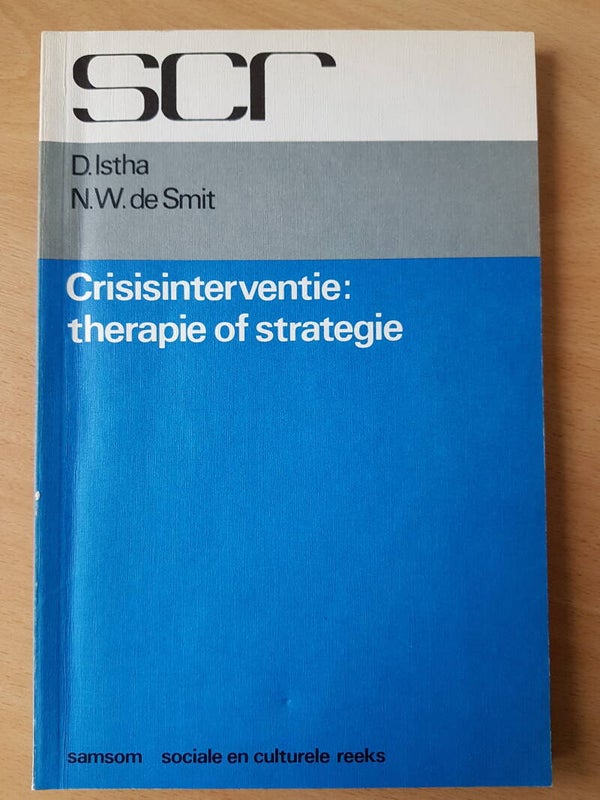 scr
D. Istha
N.W. de Smit
Crisisinterventie:
therapie of strategie
samsom sociale en culturele reeks